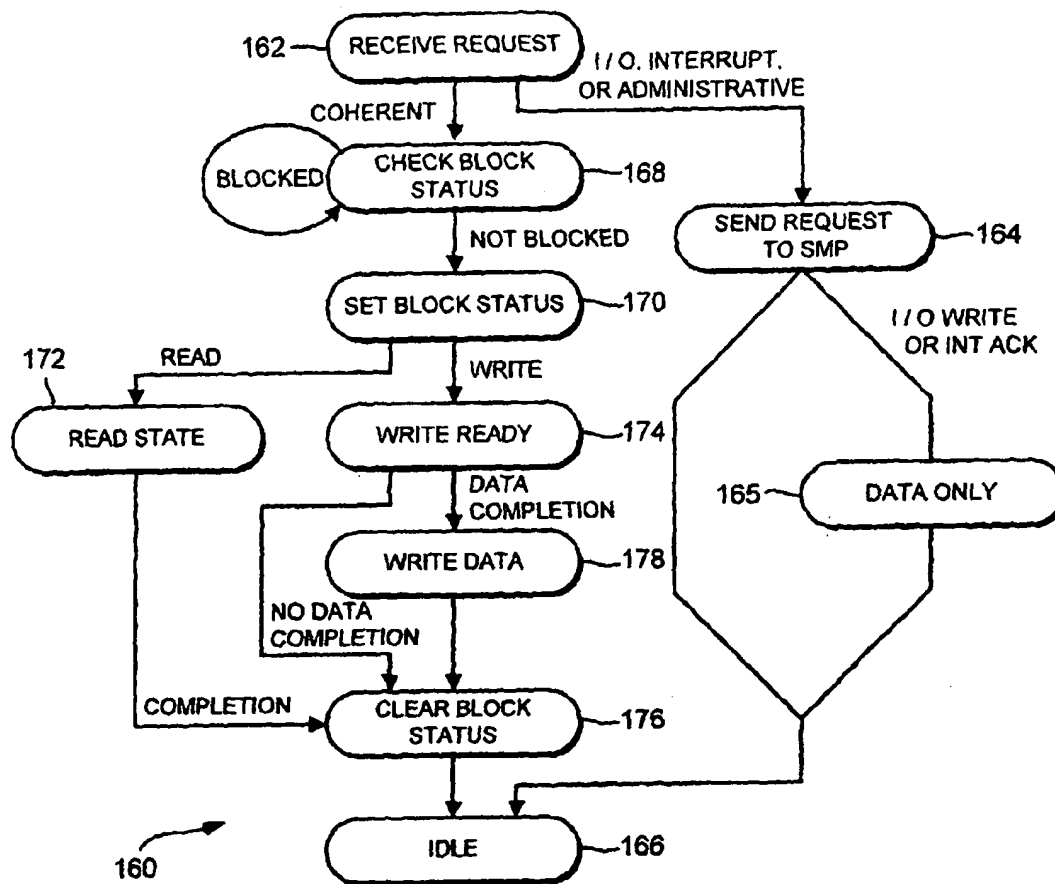 162
RECEIVE REQUEST
I / O. INTERRUPT.
OR ADMINISTRATIVE
COHERENT
BLOCKED
CHECK BLOCK
STATUS
168
NOT BLOCKED
SEND REQUEST
TO SMP
164
SET BLOCK STATUS
170
I / O WRITE
OR INT ACK
172
READ
WRITE
READ STATE
WRITE READY
174
DATA
COMPLETION
165
DATA ONLY
WRITE DATA
178
NO DATA
COMPLETION
COMPLETION
CLEAR BLOCK
STATUS
176
160
IDLE
166